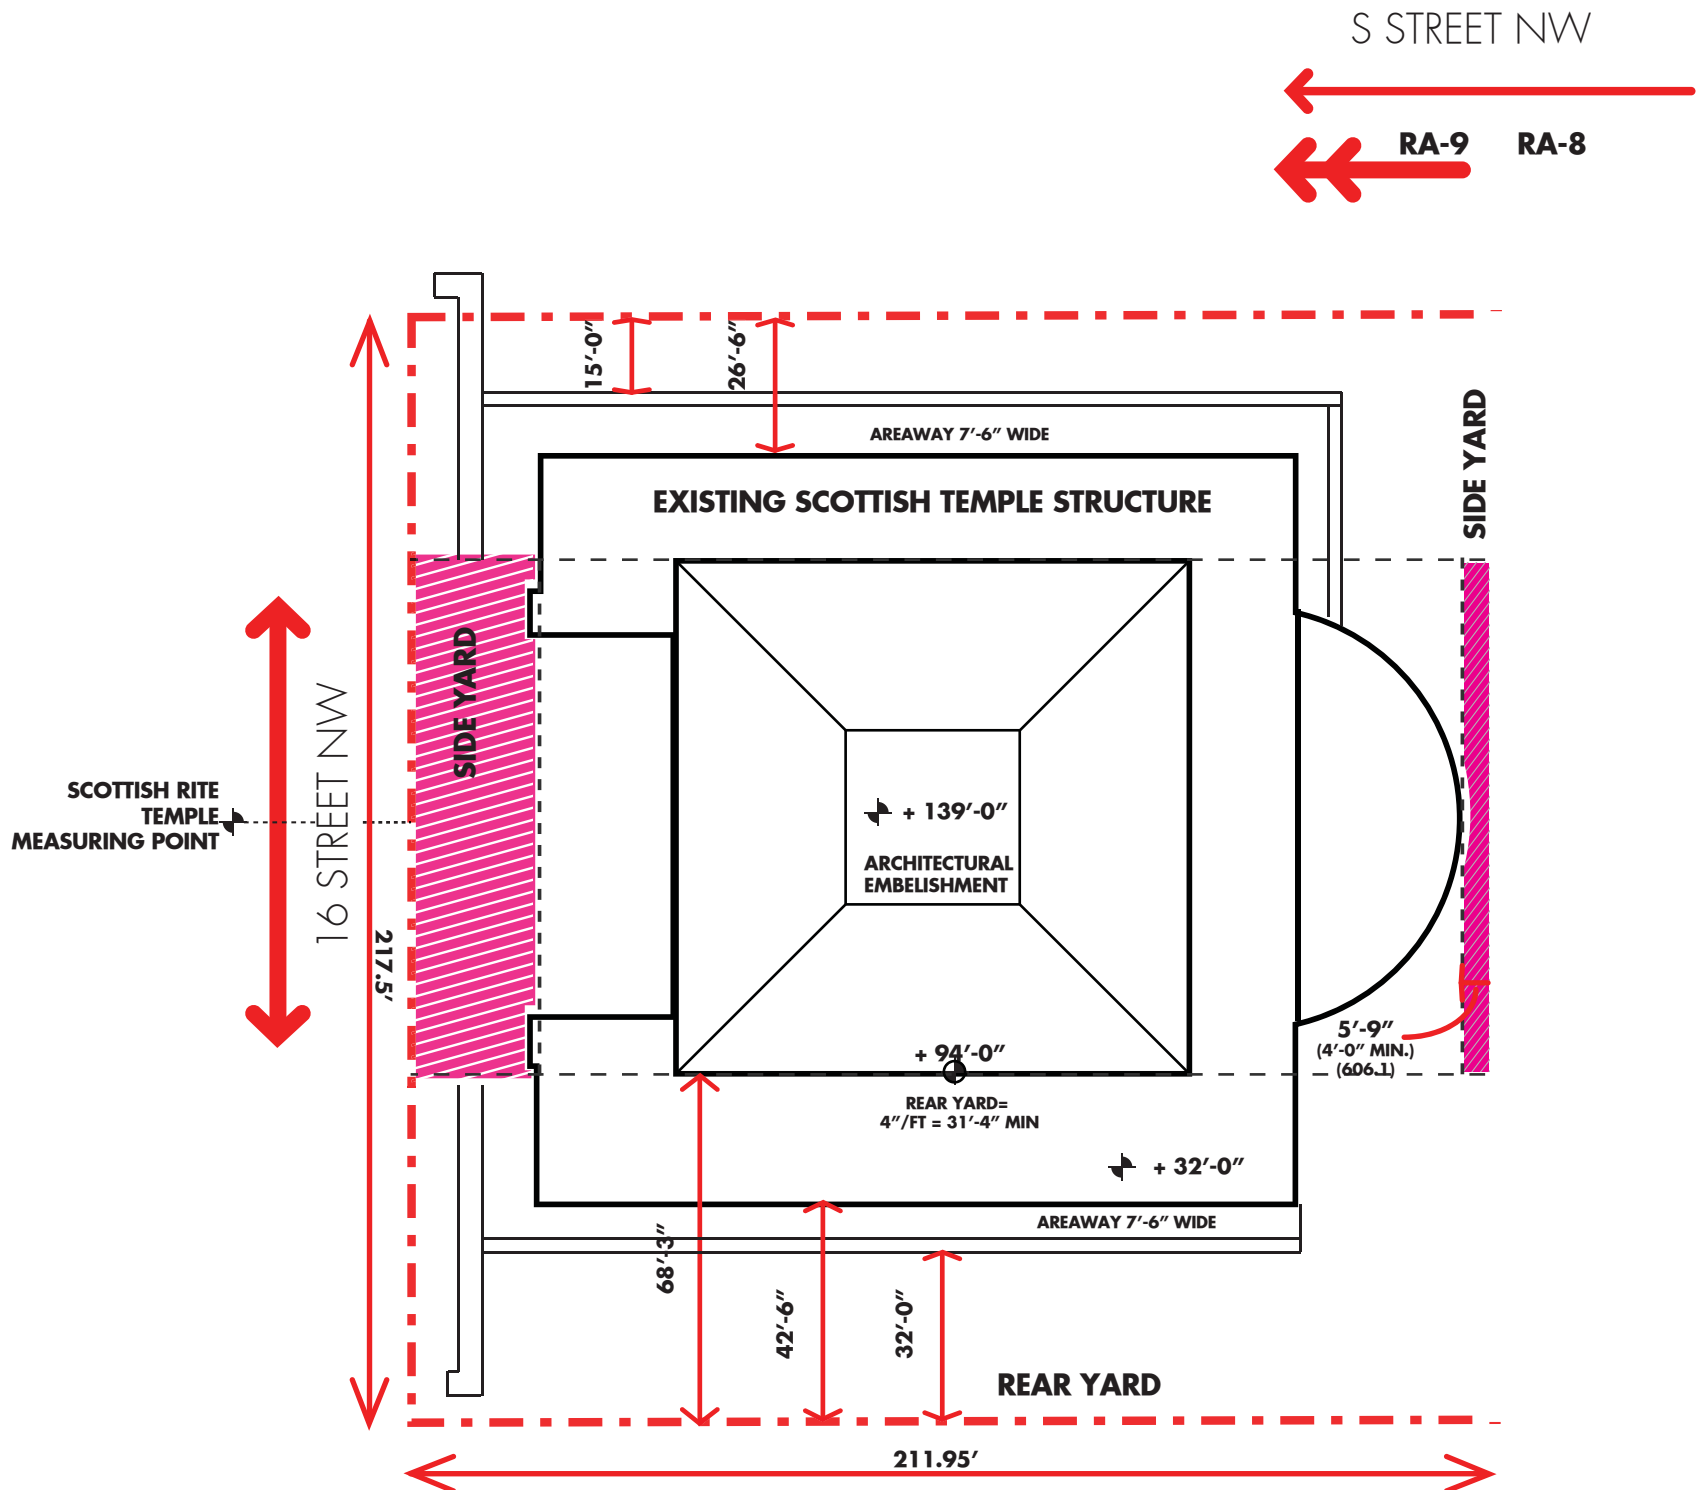 S STREET NW
RA-9 RA-8
15′-0″
26′-6″
AREAWAY 7′-6″ WIDE
SIDE YARD
EXISTING SCOTTISH TEMPLE STRUCTURE
SIDE YARD
16 STREET NW
SCOTTISH RITE
TEMPLE
MEASURING POINT
+ 139′-0″
ARCHITECTURAL
EMBELISHMENT
217.5′
5′-9″
(4′-0″ MIN.)
(606.1)
+ 94′-0″
REAR YARD=
4″/FT = 31′-4″ MIN
+ 32′-0″
AREAWAY 7′-6″ WIDE
68′-3″
42′-6″
32′-0″
REAR YARD
211.95′